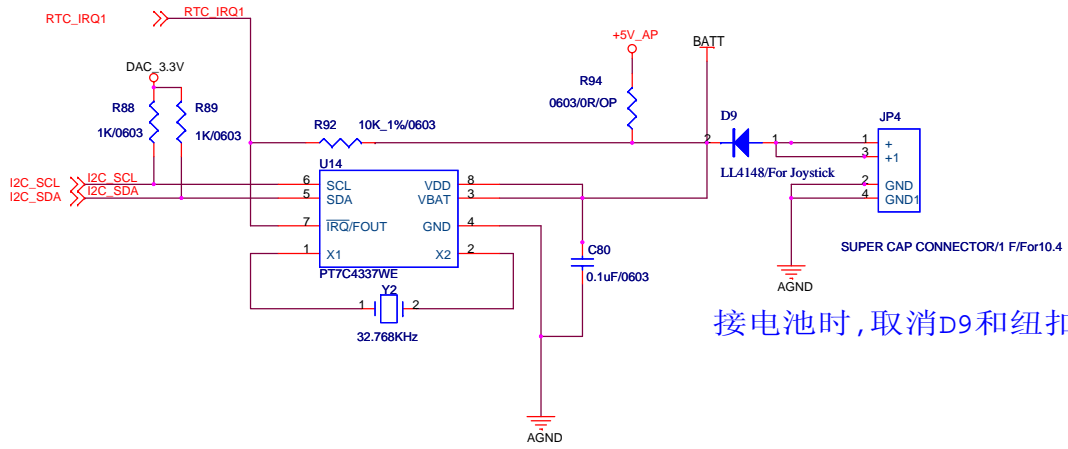 RTC_IRQ1
RTC_IRQ1
+5V_AP
BATT
DAC_3.3V
R94
0603/0R/OP
R88
R89
1K/0603
1K/0603
D9
JP4
R92
10K_1%/0603
2
1
1
+
3
+1
LL4148/For Joystick
U14
I2C_SCL
I2C_SCL
6
SCL
VDD
8
2
GND
I2C_SDA
I2C_SDA
5
SDA
VBAT
3
4
GND1
7
IRQ/FOUT
GND
4
1
X1
X2
2
C80
SUPER CAP CONNECTOR/1 F/For10.4
PT7C4337WE
0.1uF/0603
AGND
Y2
1
2
32.768KHz
接电池时,取消D9和纽
AGND